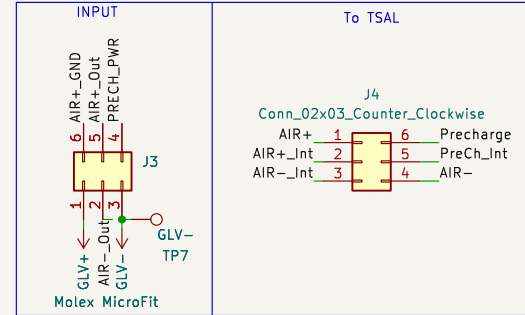 INPUT
AIR+_GND
AIR+_Out
PRECH_PWR
6
5
4
J3
1
2
3
GLV+
AIR-_Out
GLV-
GLV-
TP7
Molex MicroFit
To TSAL
J4
Conn_02x03_Counter_Clockwise
AIR+ 1 6 Precharge
AIR+_Int 2 5 PreCh_Int
AIR-_Int 3 4 AIR-